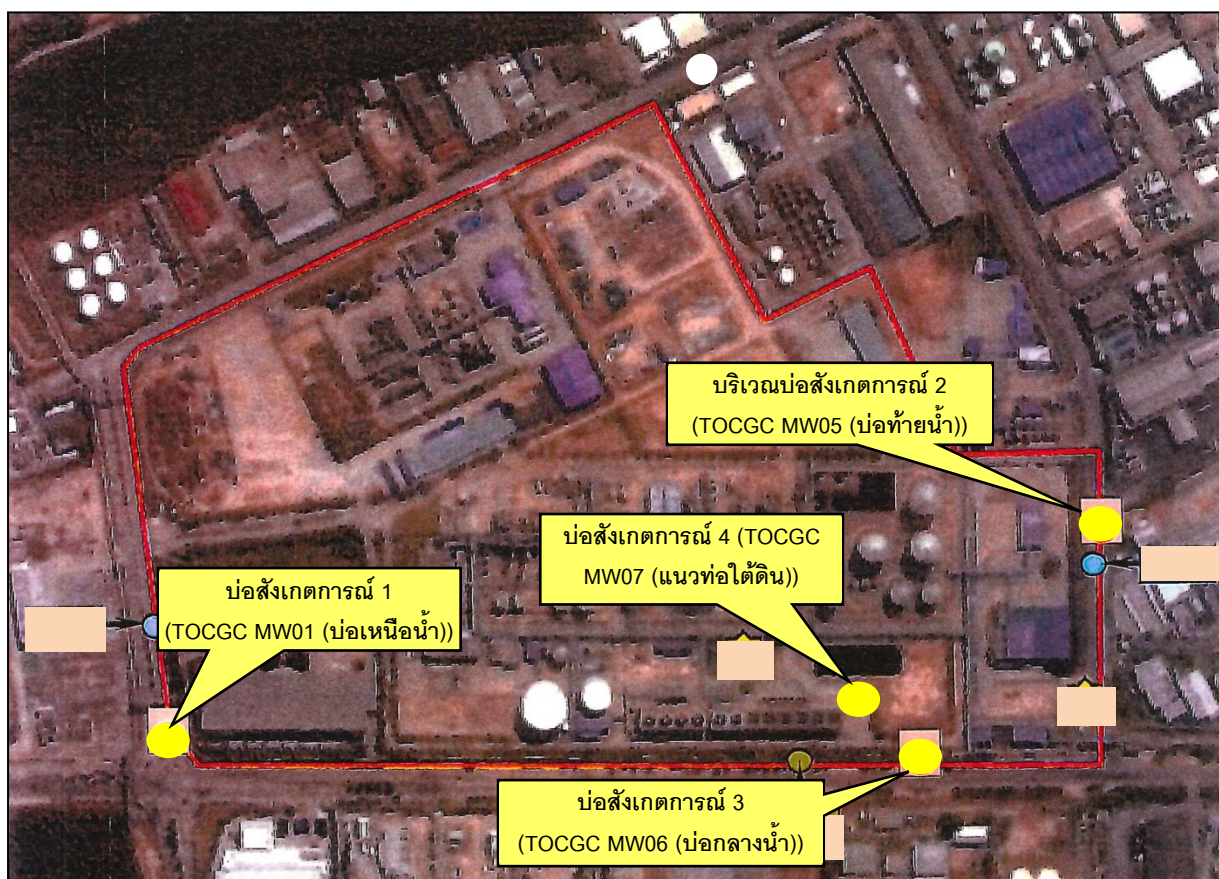 บริเวณบ่อสังเกตการณ์ 2
(TOCGC MW05 (บ่อท้ายน้ำ))
บ่อสังเกตการณ์ 4 (TOCGC
MW07 (แนวท่อใต้ดิน))
บ่อสังเกตการณ์ 1
(TOCGC MW01 (บ่อเหนือน้ำ))
บ่อสังเกตการณ์ 3
(TOCGC MW06 (บ่อกลางน้ำ))